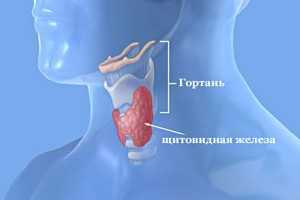 Гортань
щитовидная железа